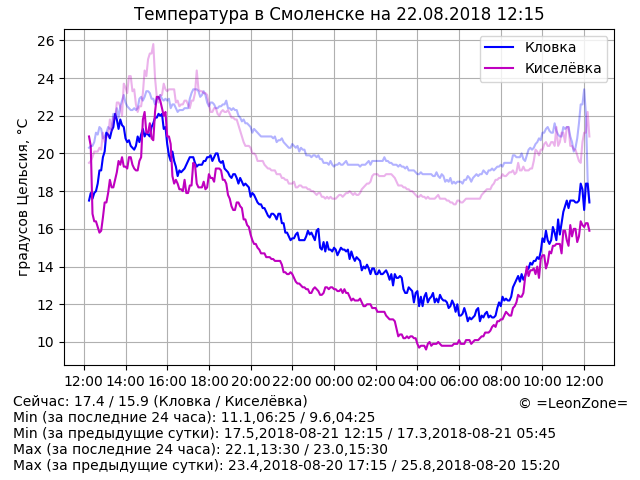 Температура в Смоленске на 22.08.2018 12:15
градусов Цельсия, °C
26
24
22
20
18
16
14
12
10
Кловка
Киселёвка
12:00 14:00 16:00 18:00 20:00 22:00 00:00 02:00 04:00 06:00 08:00 10:00 12:00
Сейчас: 17.4 / 15.9 (Кловка / Киселёвка)
© =LeonZone=
Min (за последние 24 часа): 11.1,06:25 / 9.6,04:25
Min (за предыдущие сутки): 17.5,2018-08-21 12:15 / 17.3,2018-08-21 05:45
Max (за последние 24 часа): 22.1,13:30 / 23.0,15:30
Max (за предыдущие сутки): 23.4,2018-08-20 17:15 / 25.8,2018-08-20 15:20